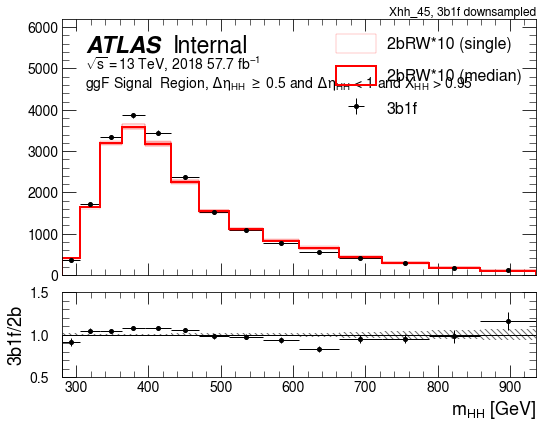 Xhh_45, 3b1f downsampled
ATLAS Internal
√s = 13 TeV, 2018 57.7 fb⁻¹
ggF Signal Region, Δη_HH ≥ 0.5 and Δη_HH < 1 and X_HH > 0.95
2bRW*10 (single)
2bRW*10 (median)
3b1f
6000
5000
4000
3000
2000
1000
0
3b1f/2b
1.5
1.0
0.5
300 400 500 600 700 800 900
m_HH [GeV]